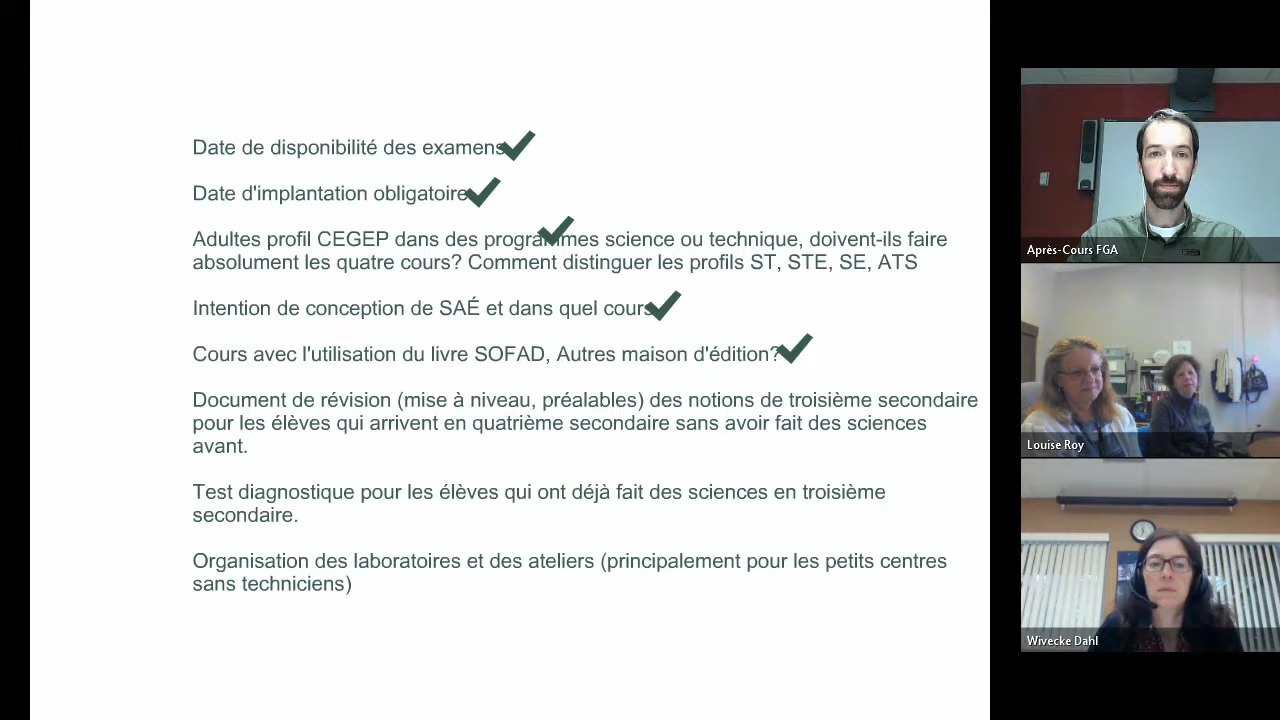 Date de disponibilité des examens
Date d'implantation obligatoire
Adultes profil CEGEP dans des programmes science ou technique, doivent-ils faire
absolument les quatre cours? Comment distinguer les profils ST, STE, SE, ATS
Intention de conception de SAÉ et dans quel cours
Cours avec l'utilisation du livre SOFAD, Autres maison d'édition?
Document de révision (mise à niveau, préalables) des notions de troisième secondaire
pour les élèves qui arrivent en quatrième secondaire sans avoir fait des sciences
avant.
Test diagnostique pour les élèves qui ont déjà fait des sciences en troisième
secondaire.
Organisation des laboratoires et des ateliers (principalement pour les petits centres
sans techniciens)
Après-Cours FGA
Louise Roy
Wivecke Dahl